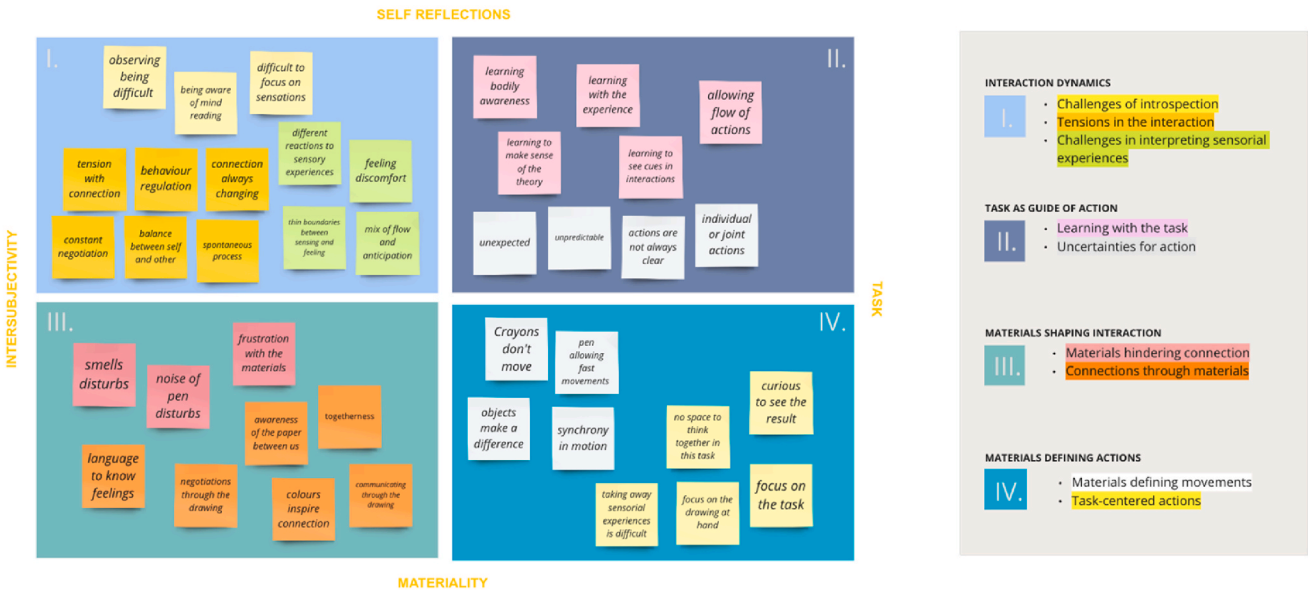 SELF REFLECTIONS
INTERSUBJECTIVITY
TASK
MATERIALITY
I.
observing
being
difficult
being aware
of mind
reading
difficult to
focus on
sensations
different
reactions to
sensory
experiences
feeling
discomfort
tension
with
connection
behaviour
regulation
connection
always
changing
constant
negotiation
balance
between self
and other
spontaneous
process
thin boundaries
between
sensing and
feeling
mix of flow
and
anticipation
II.
learning
bodily
awareness
learning
with the
experience
allowing
flow of
actions
learning to
make sense
of the
theory
learning to
see cues in
interactions
unexpected
unpredictable
actions are
not always
clear
individual
or joint
actions
III.
smells
disturbs
noise of
pen
disturbs
frustration
with the
materials
awareness
of the paper
between us
togetherness
language
to know
feelings
negotiations
through the
drawing
colours
inspire
connection
communicating
through the
drawing
IV.
Crayons
don't
move
pen
allowing
fast
movements
objects
make a
difference
synchrony
in motion
no space to
think
together in
this task
curious
to see the
result
taking away
sensorial
experiences
is difficult
focus on the
drawing at
hand
focus on
the task
INTERACTION DYNAMICS
I.
• Challenges of introspection
• Tensions in the interaction
• Challenges in interpreting sensorial
experiences
TASK AS GUIDE OF ACTION
II.
• Learning with the task
• Uncertainties for action
MATERIALS SHAPING INTERACTION
III.
• Materials hindering connection
• Connections through materials
MATERIALS DEFINING ACTIONS
IV.
• Materials defining movements
• Task-centered actions